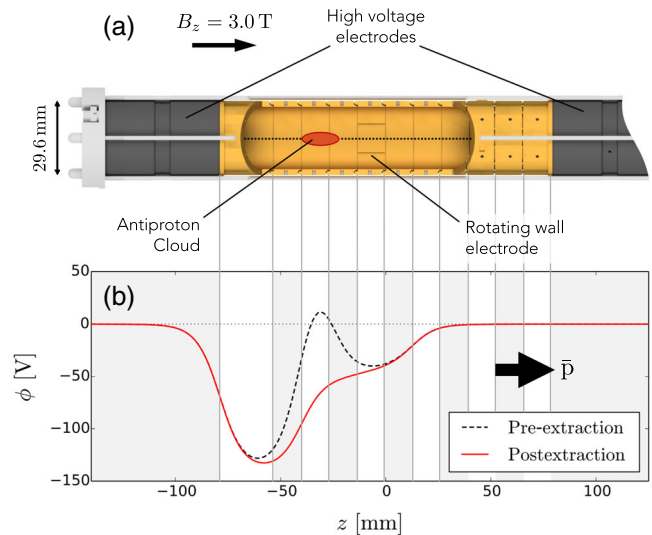 (a)
B_z = 3.0 T
High voltage
electrodes
29.6 mm
Antiproton
Cloud
Rotating wall
electrode
(b)
50
0
−50
−100
−150
ϕ [V]
p̄
Pre-extraction
Postextraction
−100
−50
0
50
100
z [mm]